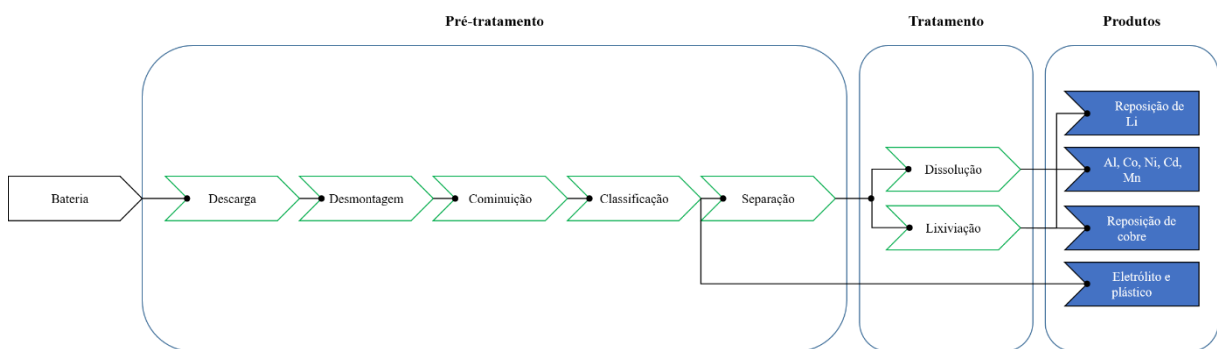 Pré-tratamento
Tratamento
Produtos
Bateria
Descarga
Desmontagem
Cominuição
Classificação
Separação
Dissolução
Lixiviação
Reposição de
Li
Al, Co, Ni, Cd,
Mn
Reposição de
cobre
Eletrólito e
plástico